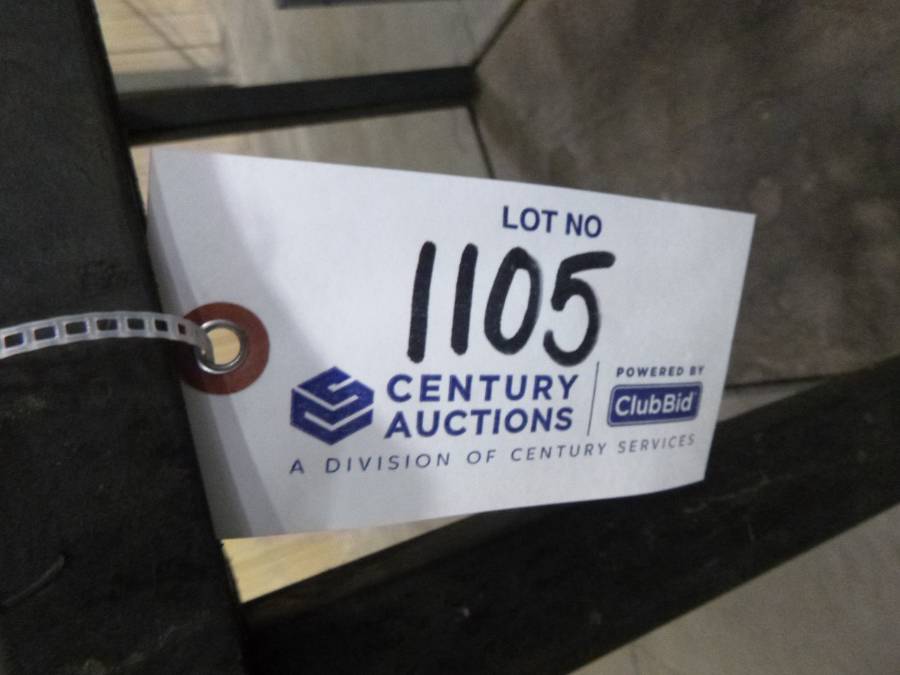 LOT NO
1105
CENTURY
AUCTIONS
POWERED BY
ClubBid
A DIVISION OF CENTURY SERVICES